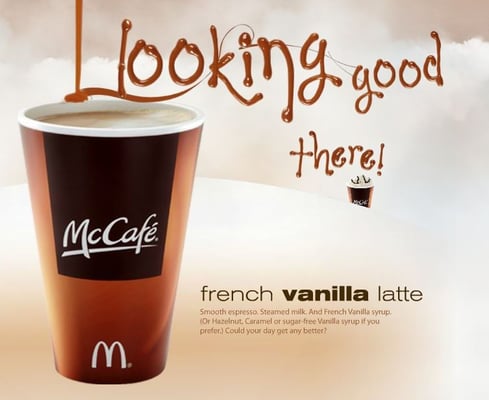 Looking good
there!
McCafé®
french vanilla latte
Smooth espresso. Steamed milk. And French Vanilla syrup.
(Or Hazelnut, Caramel or sugar-free Vanilla syrup if you
prefer.) Could your day get any better?
M®